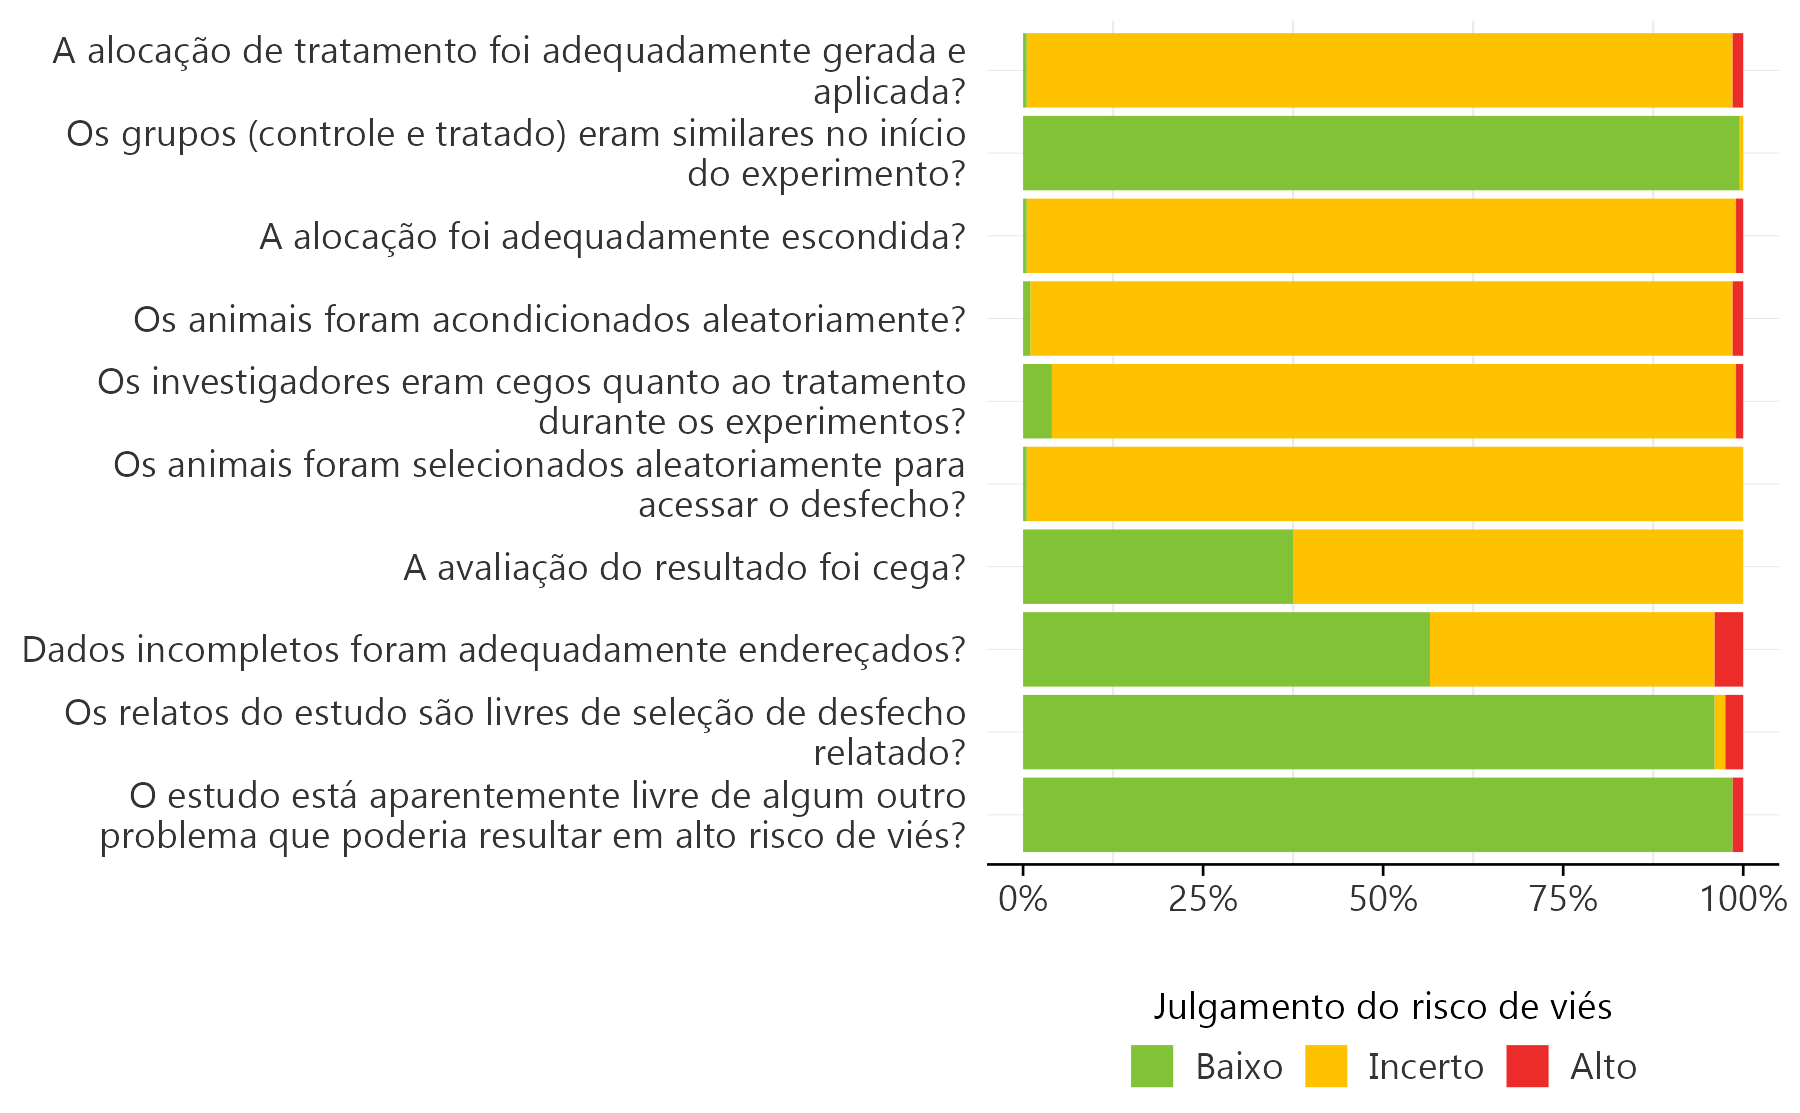 A alocação de tratamento foi adequadamente gerada e
aplicada?
Os grupos (controle e tratado) eram similares no início
do experimento?
A alocação foi adequadamente escondida?
Os animais foram acondicionados aleatoriamente?
Os investigadores eram cegos quanto ao tratamento
durante os experimentos?
Os animais foram selecionados aleatoriamente para
acessar o desfecho?
A avaliação do resultado foi cega?
Dados incompletos foram adequadamente endereçados?
Os relatos do estudo são livres de seleção de desfecho
relatado?
O estudo está aparentemente livre de algum outro
problema que poderia resultar em alto risco de viés?
0% 25% 50% 75% 100%
Julgamento do risco de viés
Baixo Incerto Alto